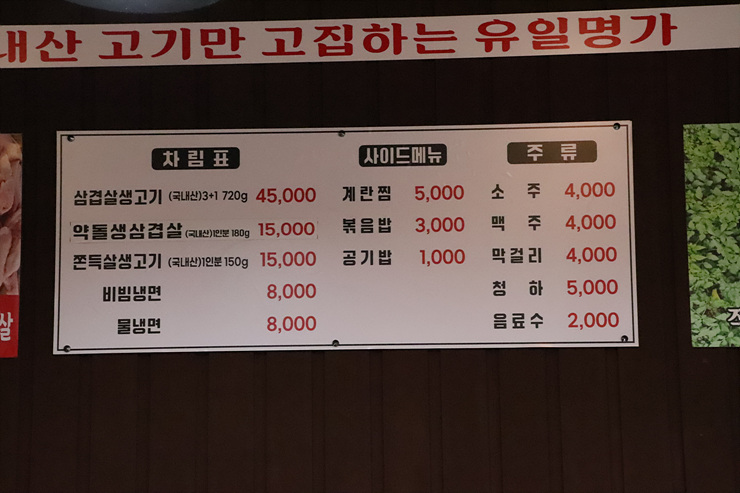 내산 고기만 고집하는 유일명가
차림표
삼겹살생고기 (국내산)3+1 720g 45,000
약돌생삼겹살 (국내산)1인분 180g 15,000
쫀득살생고기 (국내산)1인분 150g 15,000
비빔냉면 8,000
물냉면 8,000
사이드메뉴
계란찜 5,000
볶음밥 3,000
공기밥 1,000
주류
소주 4,000
맥주 4,000
막걸리 4,000
청하 5,000
음료수 2,000
살